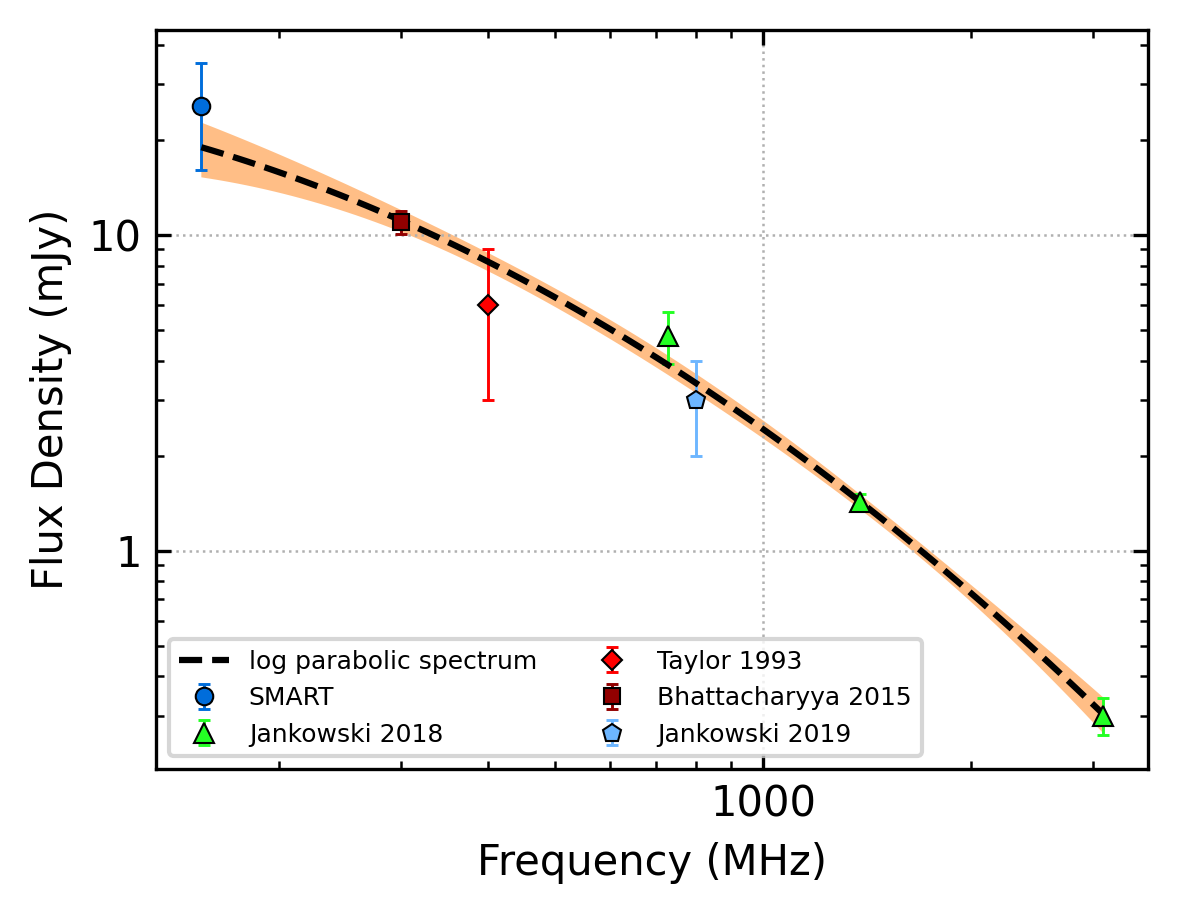 Flux Density (mJy)
10
1
log parabolic spectrum
SMART
Jankowski 2018
Taylor 1993
Bhattacharyya 2015
Jankowski 2019
1000
Frequency (MHz)